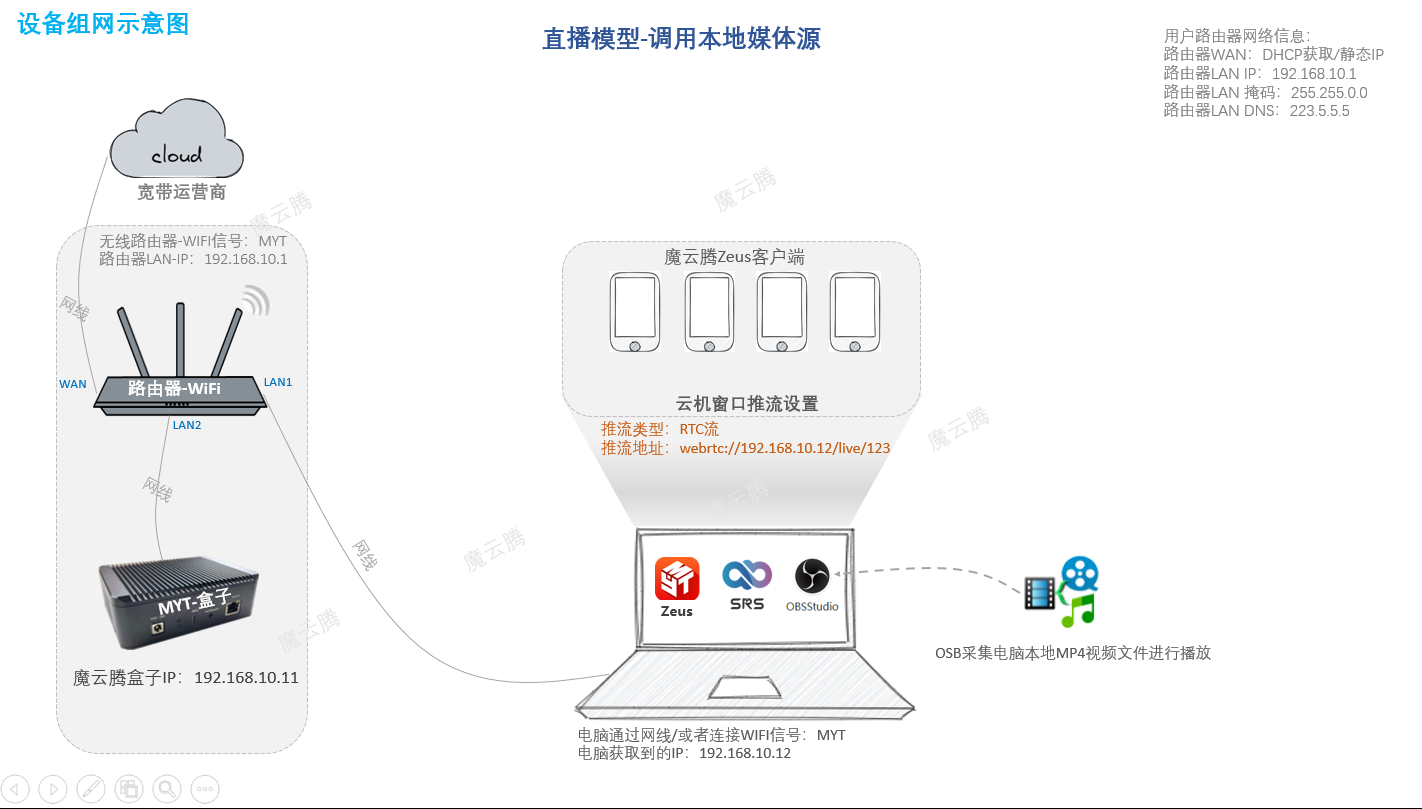 设备组网示意图
直播模型-调用本地媒体源
用户路由器网络信息：
路由器WAN：DHCP获取/静态IP
路由器LAN IP：192.168.10.1
路由器LAN 掩码：255.255.0.0
路由器LAN DNS：223.5.5.5
cloud
宽带运营商
魔云腾
魔云腾
无线路由器-WIFI信号：MYT
路由器LAN-IP：192.168.10.1
网线
WAN
路由器-WiFi
LAN1
LAN2
网线
网线
MYT-盒子
魔云腾盒子IP：192.168.10.11
魔云腾
魔云腾Zeus客户端
云机窗口推流设置
推流类型：RTC流
推流地址：webrtc://192.168.10.12/live/123
魔云腾
魔云腾
魔云腾
Zeus
SRS
OBSStudio
OSB采集电脑本地MP4视频文件进行播放
电脑通过网线/或者连接WIFI信号：MYT
电脑获取到的IP：192.168.10.12